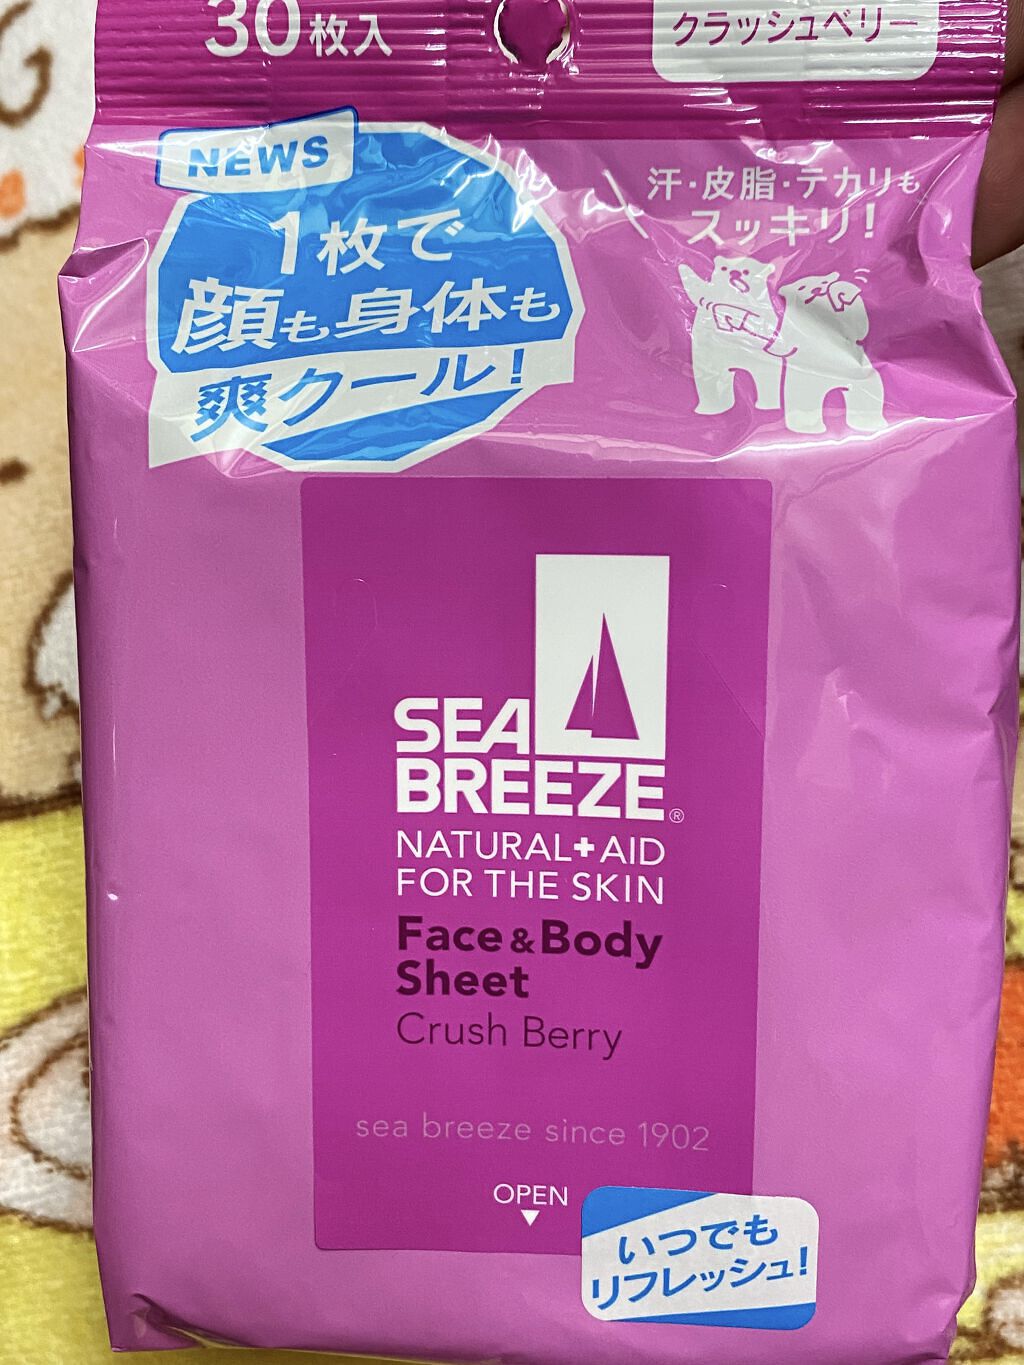 30枚入
クラッシュベリー
NEWS
1枚で
顔も身体も
爽クール!
汗・皮脂・テカリも
スッキリ!
SEA
BREEZE®
NATURAL+AID
FOR THE SKIN
Face&Body
Sheet
Crush Berry
sea breeze since 1902
OPEN
いつでも
リフレッシュ!